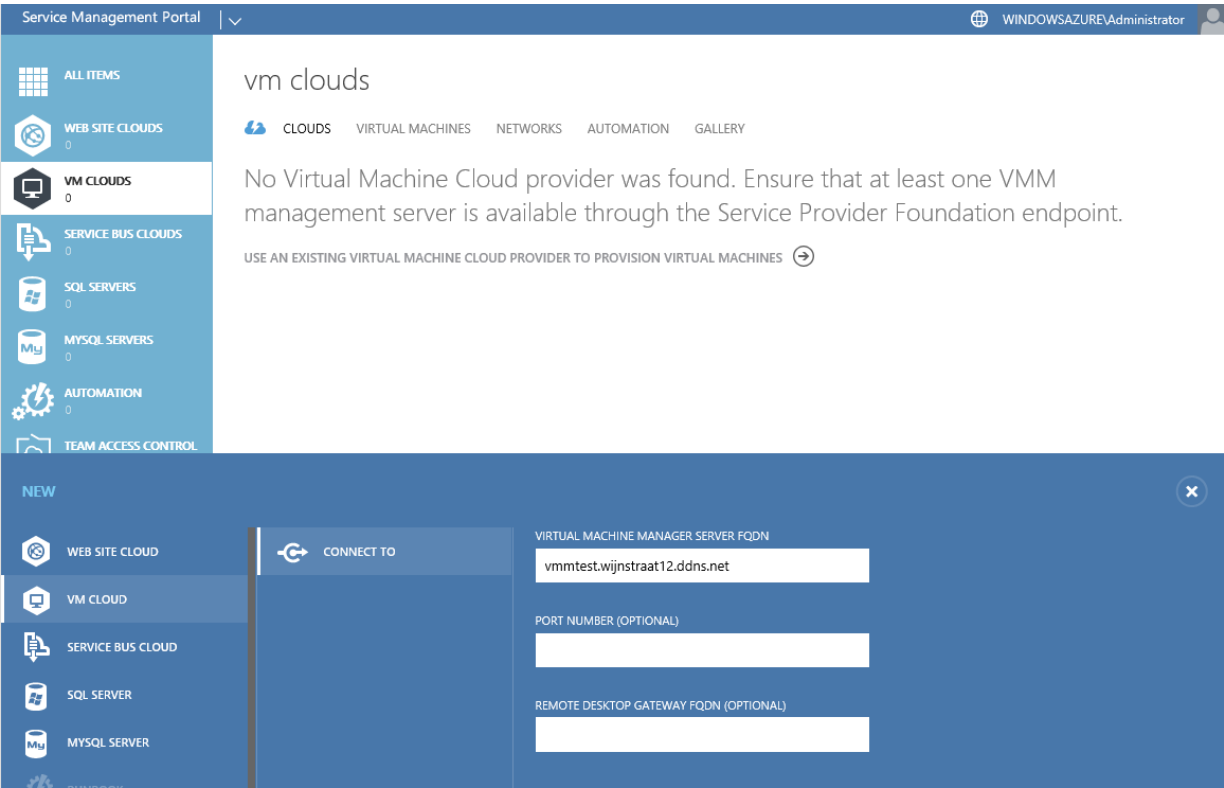 Service Management Portal
WINDOWSAZURE\Administrator
ALL ITEMS
WEB SITE CLOUDS
0
VM CLOUDS
0
SERVICE BUS CLOUDS
0
SQL SERVERS
0
MYSQL SERVERS
0
AUTOMATION
0
TEAM ACCESS CONTROL
vm clouds
CLOUDS VIRTUAL MACHINES NETWORKS AUTOMATION GALLERY
No Virtual Machine Cloud provider was found. Ensure that at least one VMM
management server is available through the Service Provider Foundation endpoint.
USE AN EXISTING VIRTUAL MACHINE CLOUD PROVIDER TO PROVISION VIRTUAL MACHINES
NEW
WEB SITE CLOUD
VM CLOUD
SERVICE BUS CLOUD
SQL SERVER
My
MYSQL SERVER
CONNECT TO
VIRTUAL MACHINE MANAGER SERVER FQDN
vmmtest.wijnstraat12.ddns.net
PORT NUMBER (OPTIONAL)
REMOTE DESKTOP GATEWAY FQDN (OPTIONAL)